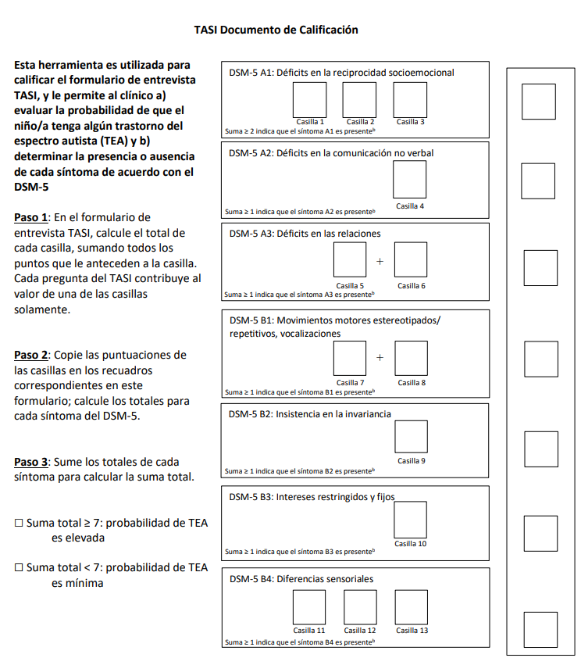 TASI Documento de Calificación
Esta herramienta es utilizada para
calificar el formulario de entrevista
TASI, y le permite al clínico a)
evaluar la probabilidad de que el
niño/a tenga algún trastorno del
espectro autista (TEA) y b)
determinar la presencia o ausencia
de cada síntoma de acuerdo con el
DSM-5
Paso 1: En el formulario de
entrevista TASI, calcule el total de
cada casilla, sumando todos los
puntos que le anteceden a la casilla.
Cada pregunta del TASI contribuye al
valor de una de las casillas
solamente.
Paso 2: Copie las puntuaciones de
las casillas en los recuadros
correspondientes en este
formulario; calcule los totales para
cada síntoma del DSM-5.
Paso 3: Sume los totales de cada
síntoma para calcular la suma total.
☐ Suma total ≥ 7: probabilidad de TEA
es elevada
☐ Suma total < 7: probabilidad de TEA
es mínima
DSM-5 A1: Déficits en la reciprocidad socioemocional
Casilla 1 Casilla 2 Casilla 3
Suma ≥ 2 indica que el síntoma A1 es presenteᵇ
DSM-5 A2: Déficits en la comunicación no verbal
Casilla 4
Suma ≥ 1 indica que el síntoma A2 es presenteᵇ
DSM-5 A3: Déficits en las relaciones
+
Casilla 5 Casilla 6
Suma ≥ 1 indica que el síntoma A3 es presenteᵇ
DSM-5 B1: Movimientos motores estereotipados/
repetitivos, vocalizaciones
+
Casilla 7 Casilla 8
Suma ≥ 1 indica que el síntoma B1 es presenteᵇ
DSM-5 B2: Insistencia en la invariancia
Casilla 9
Suma ≥ 1 indica que el síntoma B2 es presenteᵇ
DSM-5 B3: Intereses restringidos y fijos
Casilla 10
Suma ≥ 1 indica que el síntoma B3 es presenteᵇ
DSM-5 B4: Diferencias sensoriales
Casilla 11 Casilla 12 Casilla 13
Suma ≥ 1 indica que el síntoma B4 es presenteᵇ